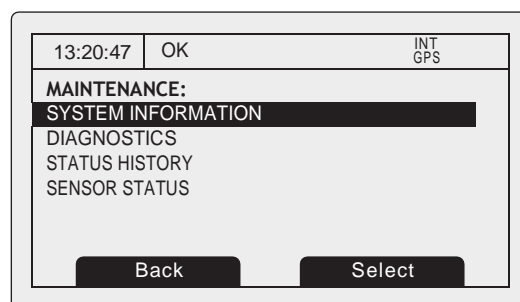 13:20:47 OK INT
GPS
MAINTENANCE:
SYSTEM INFORMATION
DIAGNOSTICS
STATUS HISTORY
SENSOR STATUS
Back Select